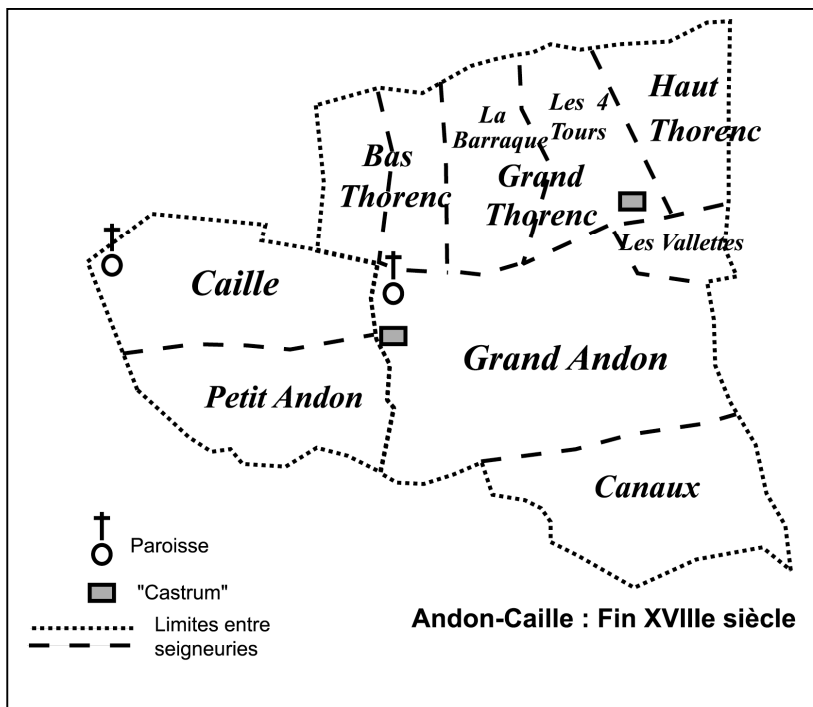 Haut
Thorenc
Les 4
Tours
La
Barraque
Bas
Thorenc
Grand
Thorenc
Les Vallettes
Caille
Grand Andon
Petit Andon
Canaux
Paroisse
"Castrum"
Limites entre
seigneuries
Andon-Caille : Fin XVIIIe siècle